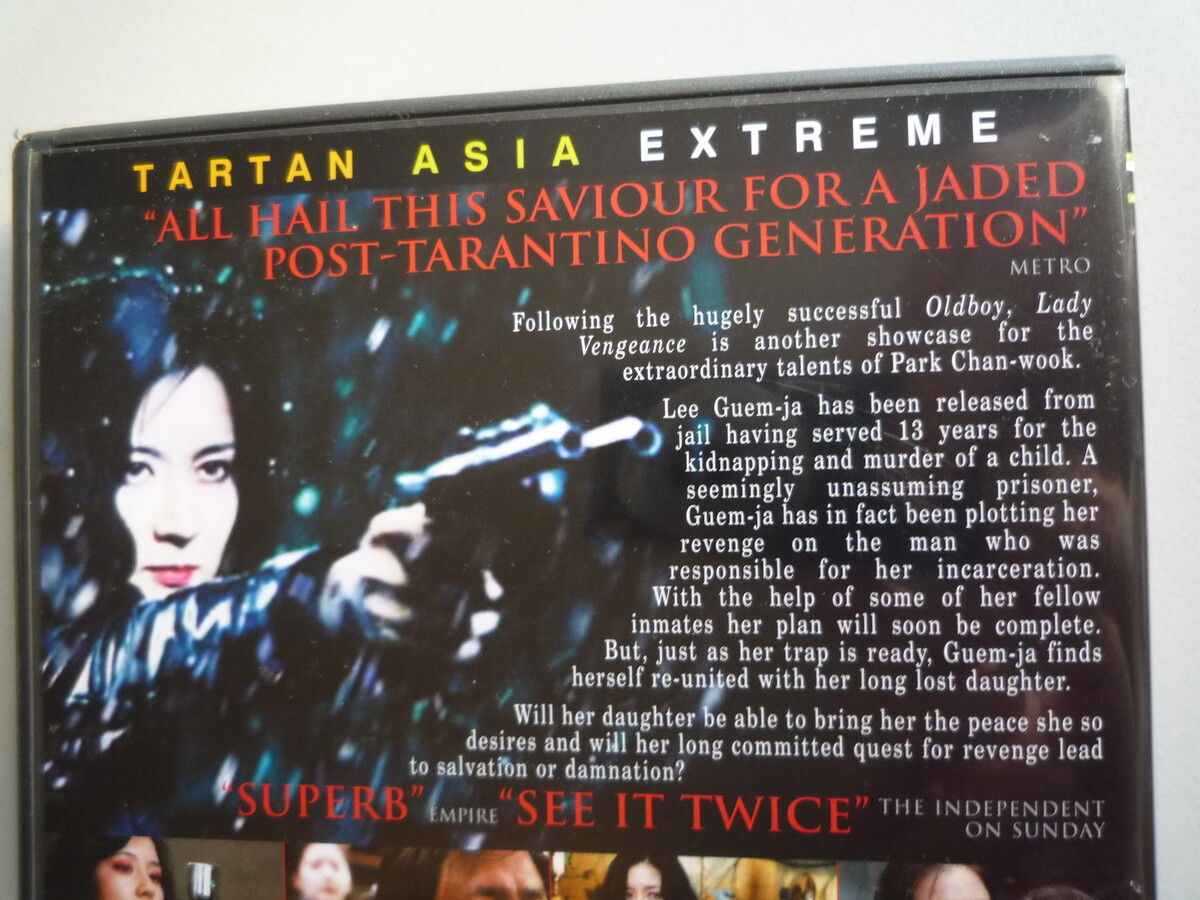 TARTAN ASIA EXTREME
“ALL HAIL THIS SAVIOUR FOR A JADED
POST-TARANTINO GENERATION”
METRO
Following the hugely successful Oldboy, Lady
Vengeance is another showcase for the
extraordinary talents of Park Chan-wook.
Lee Guem-ja has been released from
jail having served 13 years for the
kidnapping and murder of a child. A
seemingly unassuming prisoner,
Guem-ja has in fact been plotting her
revenge on the man who was
responsible for her incarceration.
With the help of some of her fellow
inmates her plan will soon be complete.
But, just as her trap is ready, Guem-ja finds
herself re-united with her long lost daughter.
Will her daughter be able to bring her the peace she so
desires and will her long committed quest for revenge lead
to salvation or damnation?
“SUPERB” EMPIRE “SEE IT TWICE” THE INDEPENDENT
ON SUNDAY